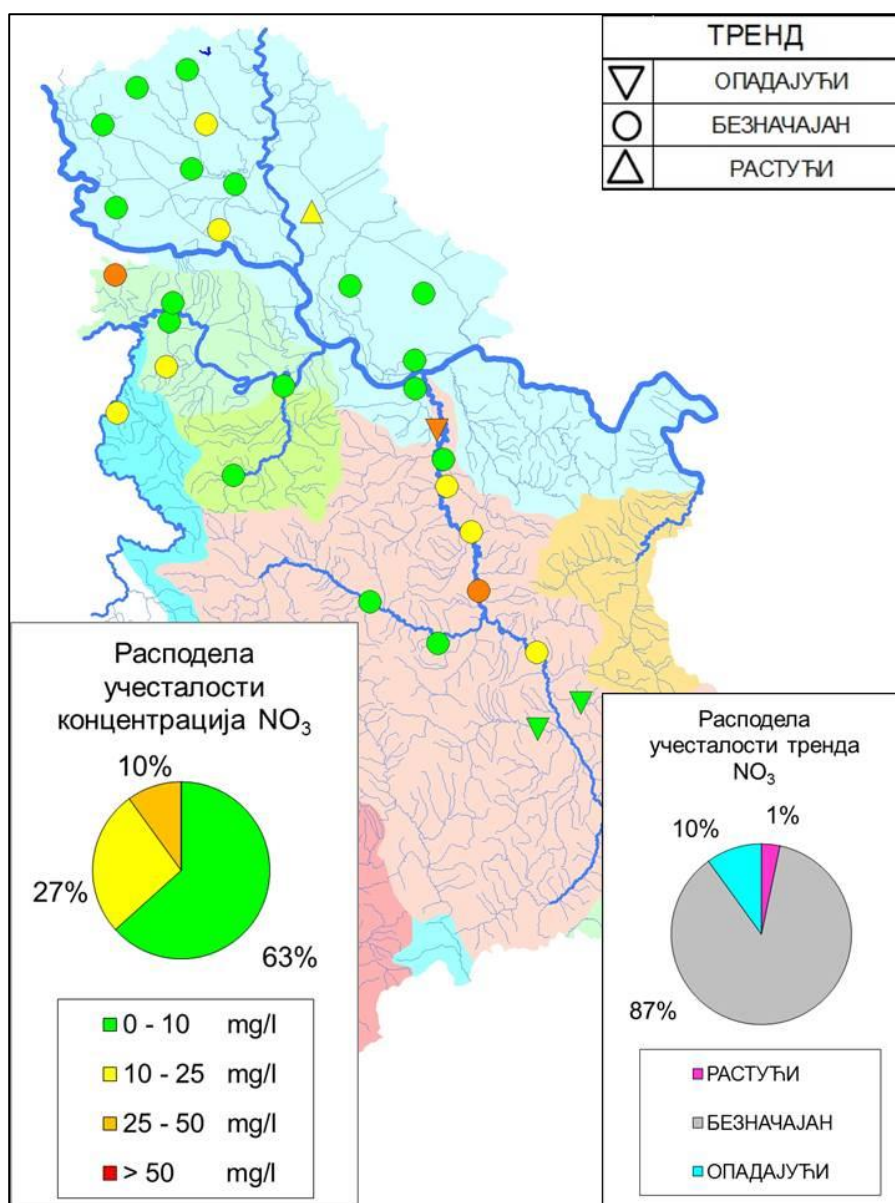 ТРЕНД
ОПАДАЈУЋИ
БЕЗНАЧАЈАН
РАСТУЋИ
Расподела
учесталости
концентрација NO₃
10%
27%
63%
0 - 10 mg/l
10 - 25 mg/l
25 - 50 mg/l
> 50 mg/l
Расподела
учесталости тренда
NO₃
1%
10%
87%
РАСТУЋИ
БЕЗНАЧАЈАН
ОПАДАЈУЋИ